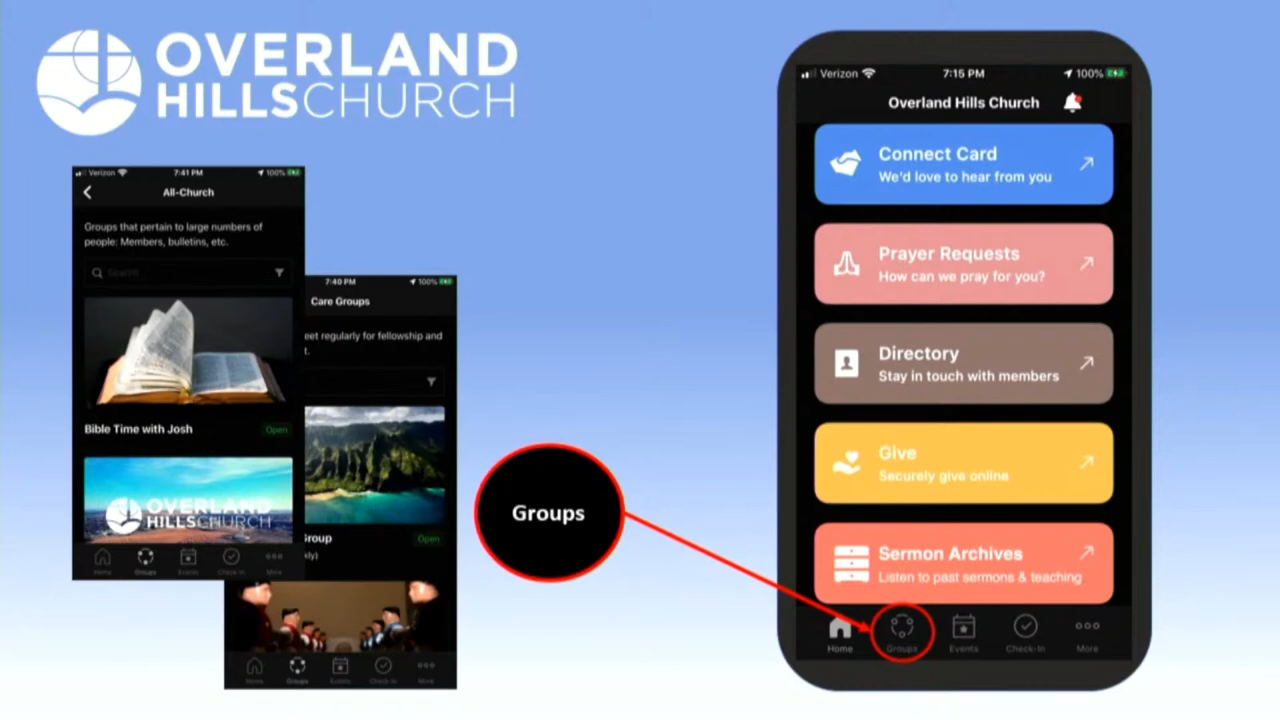 OVERLAND
HILLSCHURCH
Verizon 7:41 PM 100%
All-Church
Groups that pertain to large numbers of
people: Members, bulletins, etc.
Search
Bible Time with Josh Open
OVERLAND
HILLSCHURCH
Home Groups Events Check-In More
7:40 PM 100%
Care Groups
eet regularly for fellowship and
t.
Group Open
kly)
Home Groups Events Check-In More
Groups
Verizon 7:15 PM 100%
Overland Hills Church
Connect Card
We'd love to hear from you
Prayer Requests
How can we pray for you?
Directory
Stay in touch with members
Give
Securely give online
Sermon Archives
Listen to past sermons & teaching
Home Groups Events Check-In More